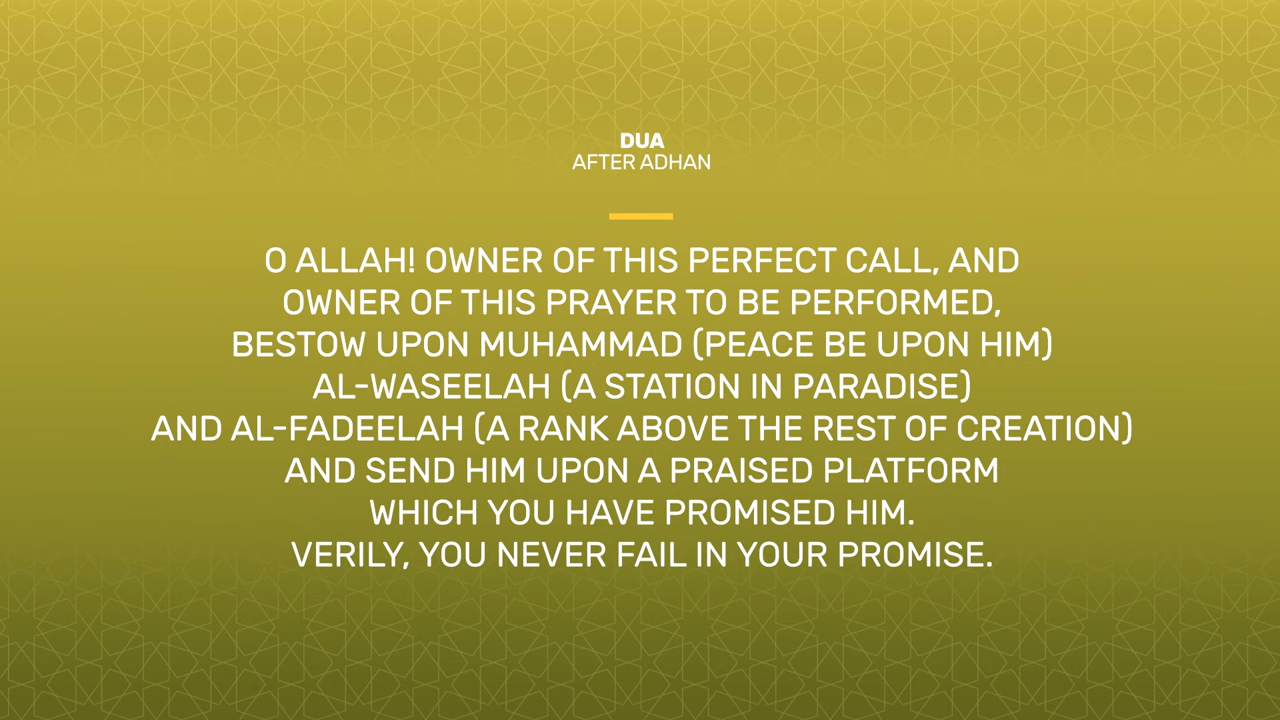 DUA
AFTER ADHAN
O ALLAH! OWNER OF THIS PERFECT CALL, AND
OWNER OF THIS PRAYER TO BE PERFORMED,
BESTOW UPON MUHAMMAD (PEACE BE UPON HIM)
AL-WASEELAH (A STATION IN PARADISE)
AND AL-FADEELAH (A RANK ABOVE THE REST OF CREATION)
AND SEND HIM UPON A PRAISED PLATFORM
WHICH YOU HAVE PROMISED HIM.
VERILY, YOU NEVER FAIL IN YOUR PROMISE.